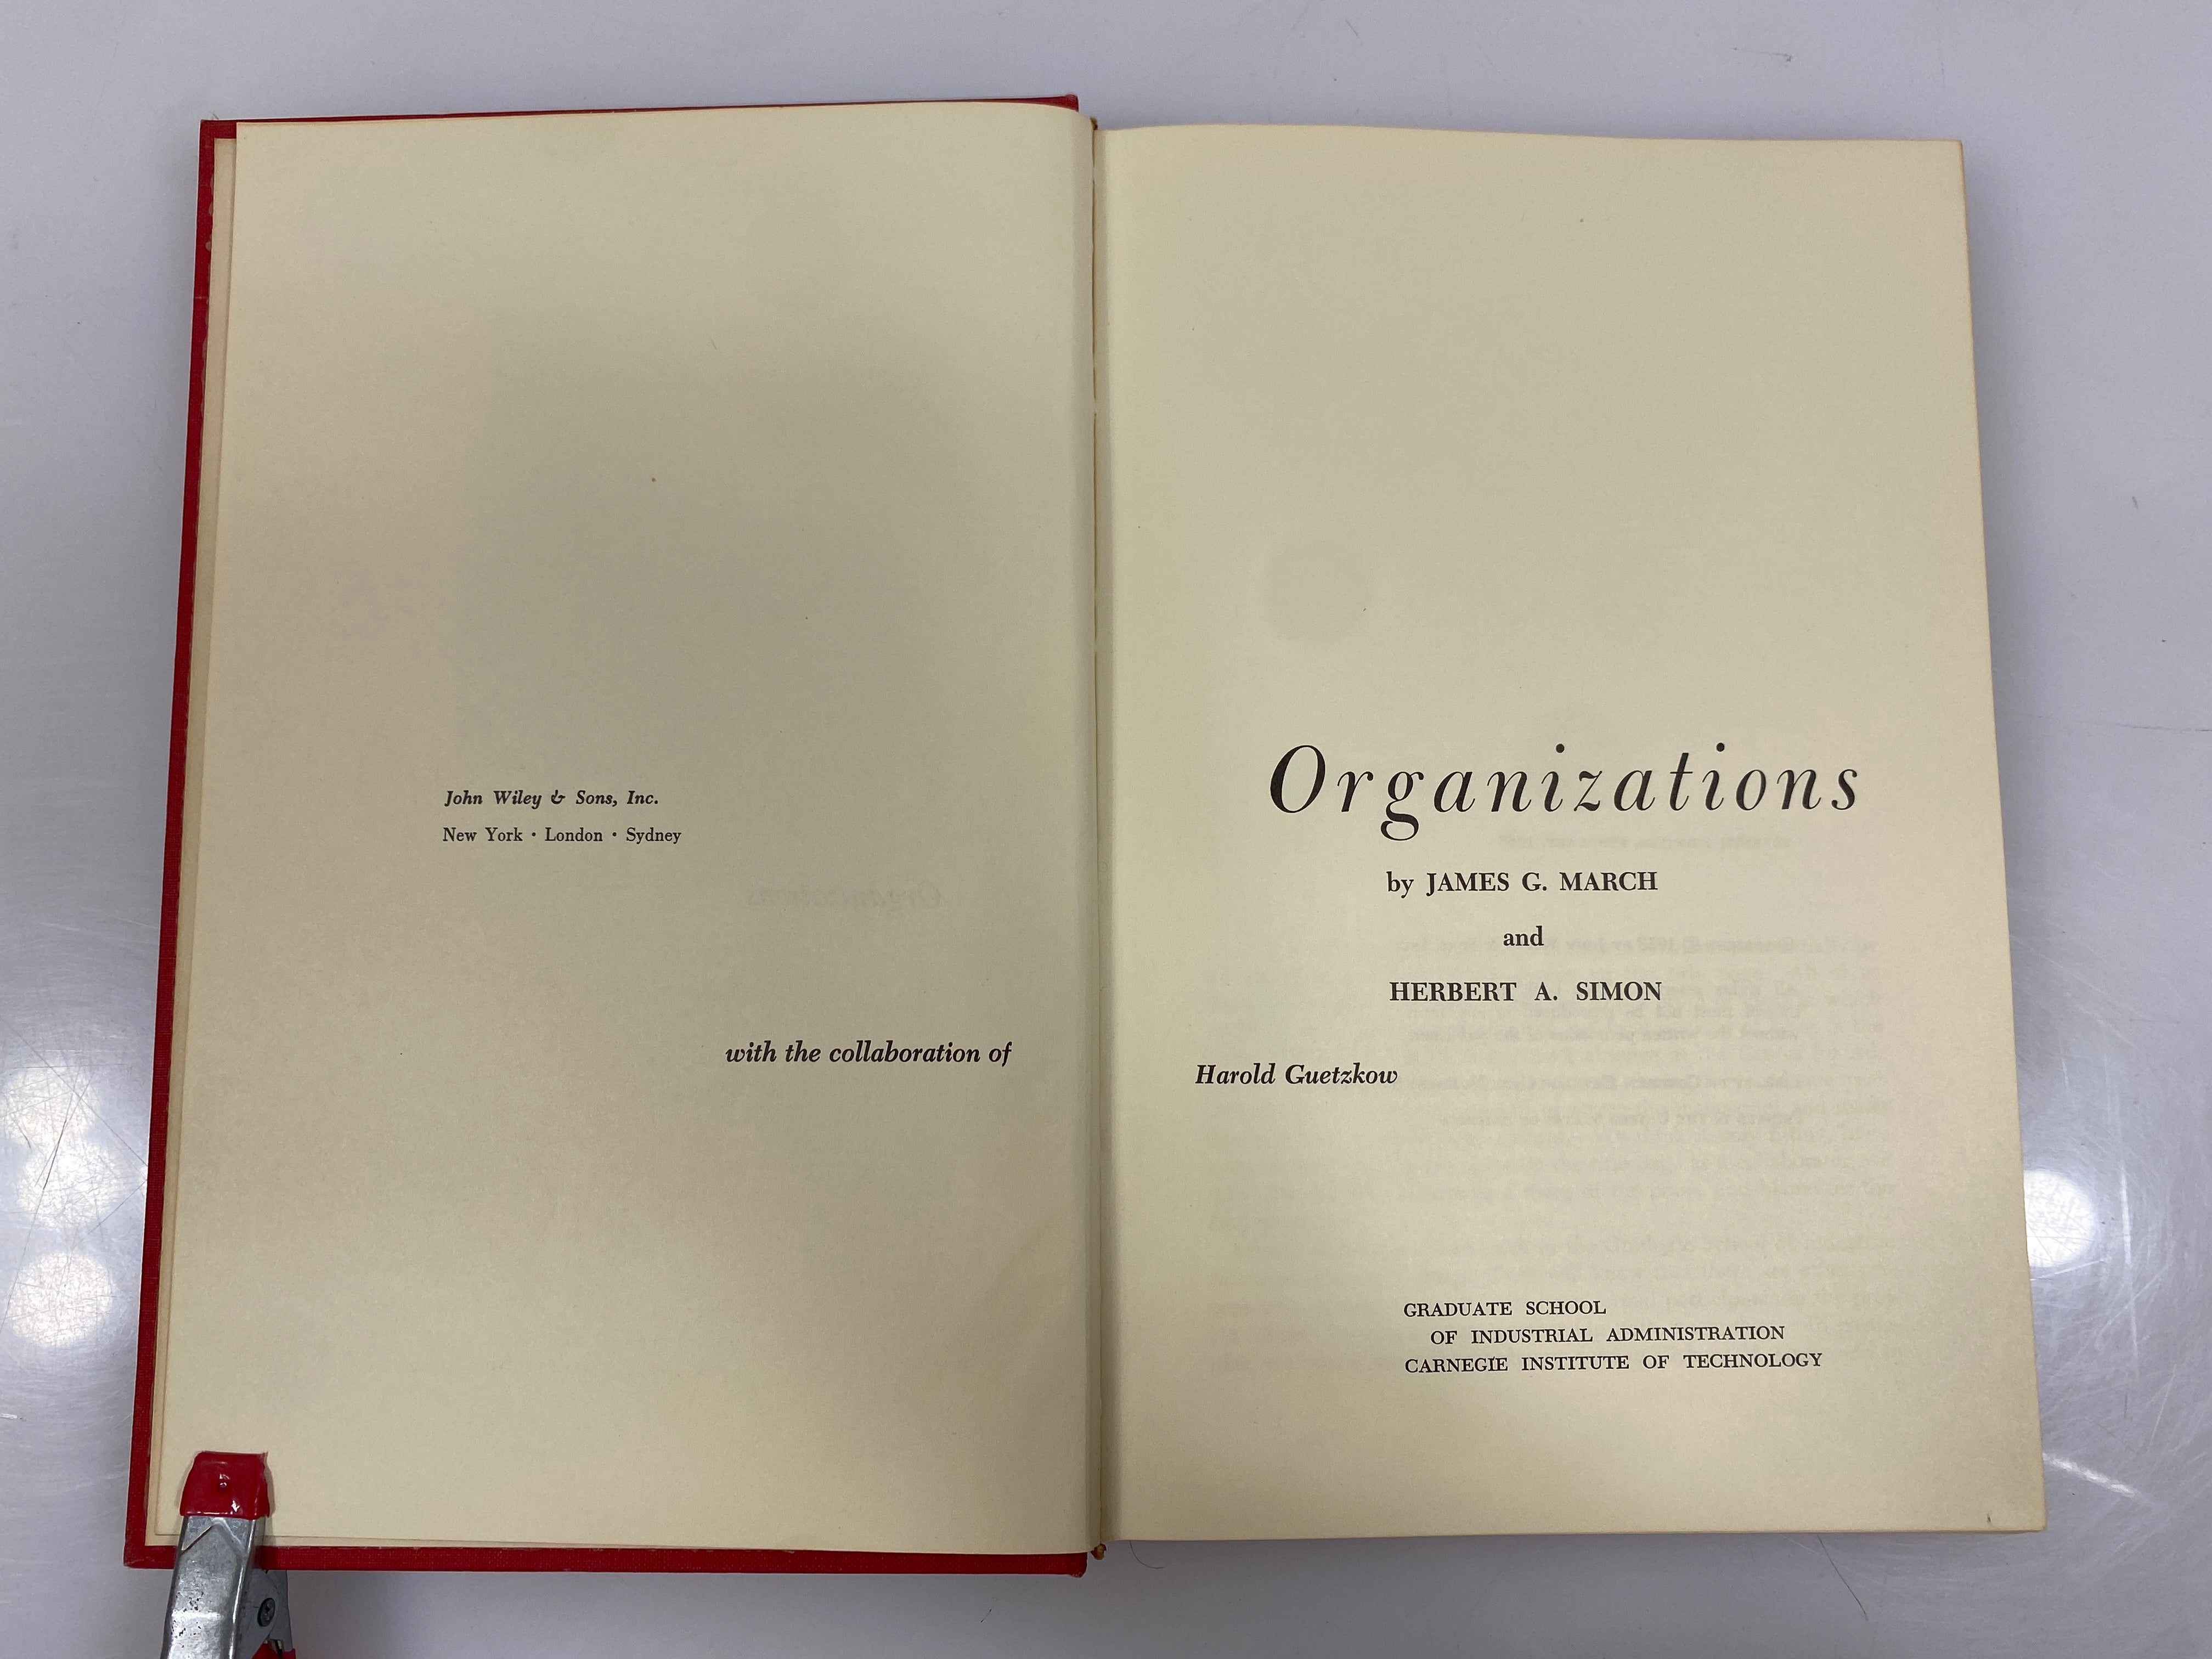 John Wiley & Sons, Inc.
New York · London · Sydney
with the collaboration of
Organizations
by JAMES G. MARCH
and
HERBERT A. SIMON
Harold Guetzkow
GRADUATE SCHOOL
OF INDUSTRIAL ADMINISTRATION
CARNEGIE INSTITUTE OF TECHNOLOGY